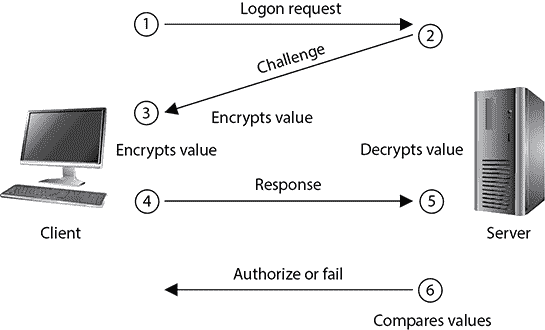 1
Logon request
2
Challenge
3
Encrypts value
Encrypts value
Decrypts value
4
Response
5
Client
Server
Authorize or fail
6
Compares values